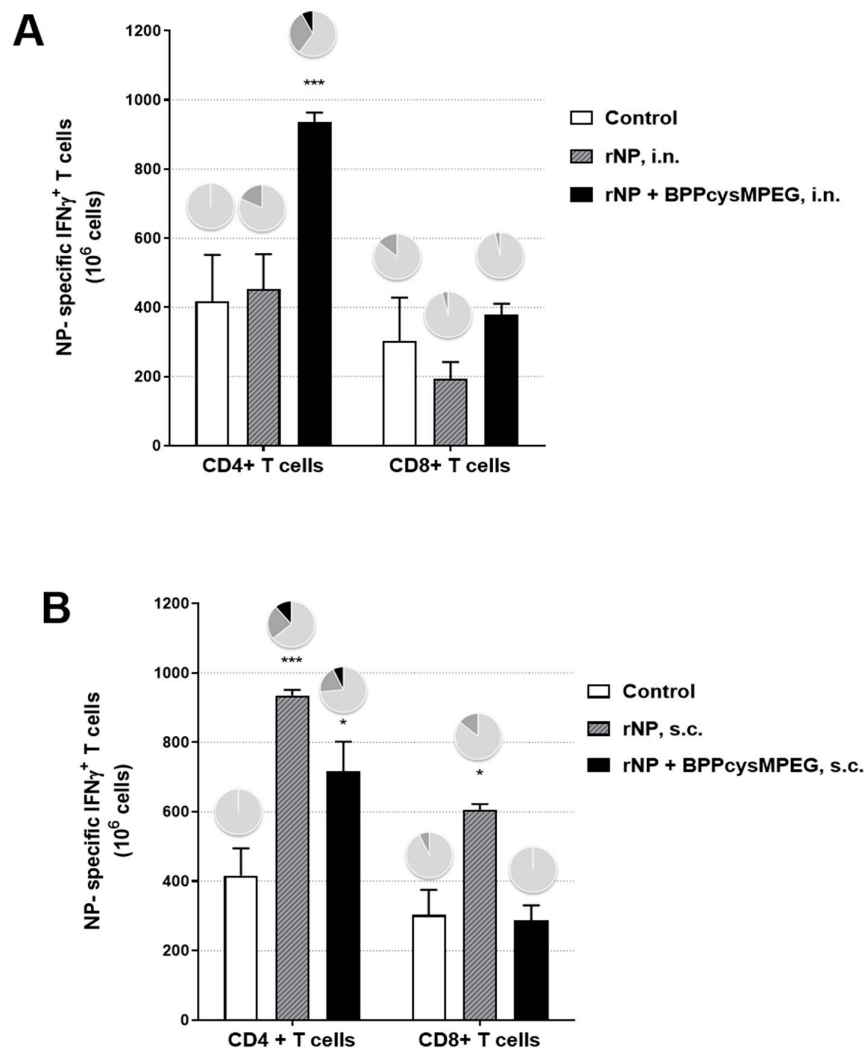 A
NP- specific IFNγ+ T cells
(10^6 cells)
1200
1000
800
600
400
200
0
***
CD4+ T cells
CD8+ T cells
Control
rNP, i.n.
rNP + BPPcysMPEG, i.n.
B
NP- specific IFNγ+ T cells
(10^6 cells)
1200
1000
800
600
400
200
0
***
*
*
CD4 + T cells
CD8+ T cells
Control
rNP, s.c.
rNP + BPPcysMPEG, s.c.